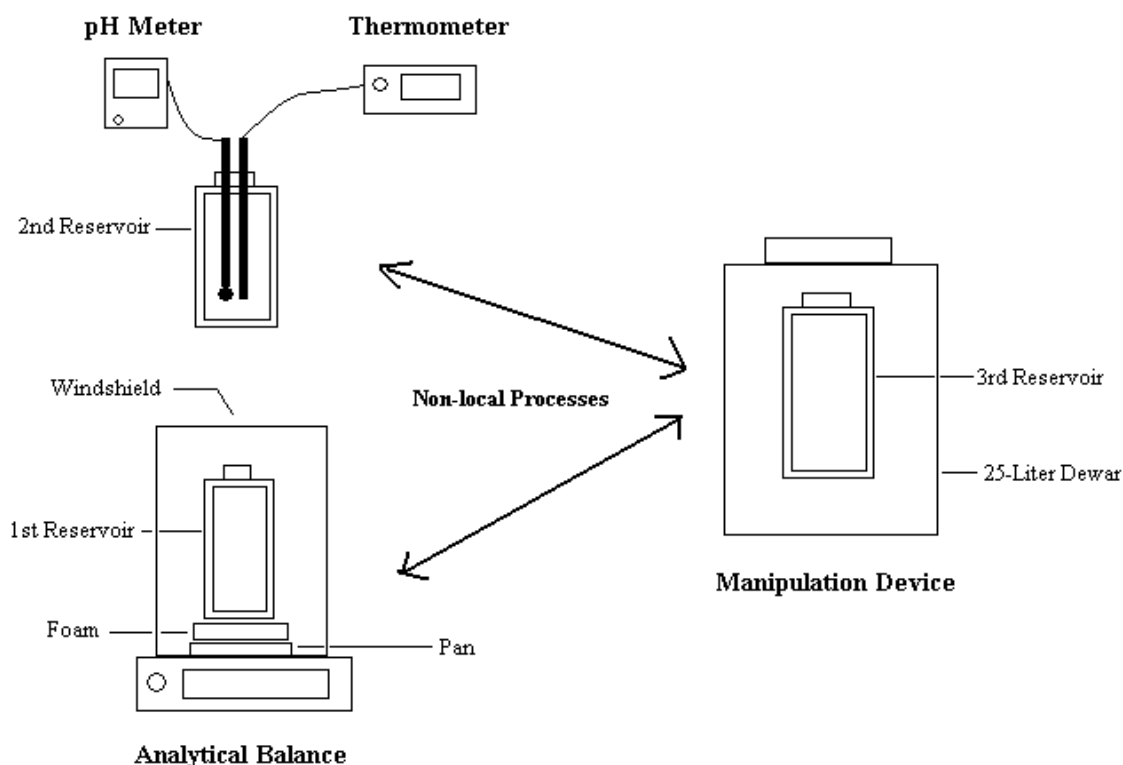 pH Meter
Thermometer
2nd Reservoir
Windshield
Non-local Processes
3rd Reservoir
1st Reservoir
25-Liter Dewar
Manipulation Device
Foam
Pan
Analytical Balance